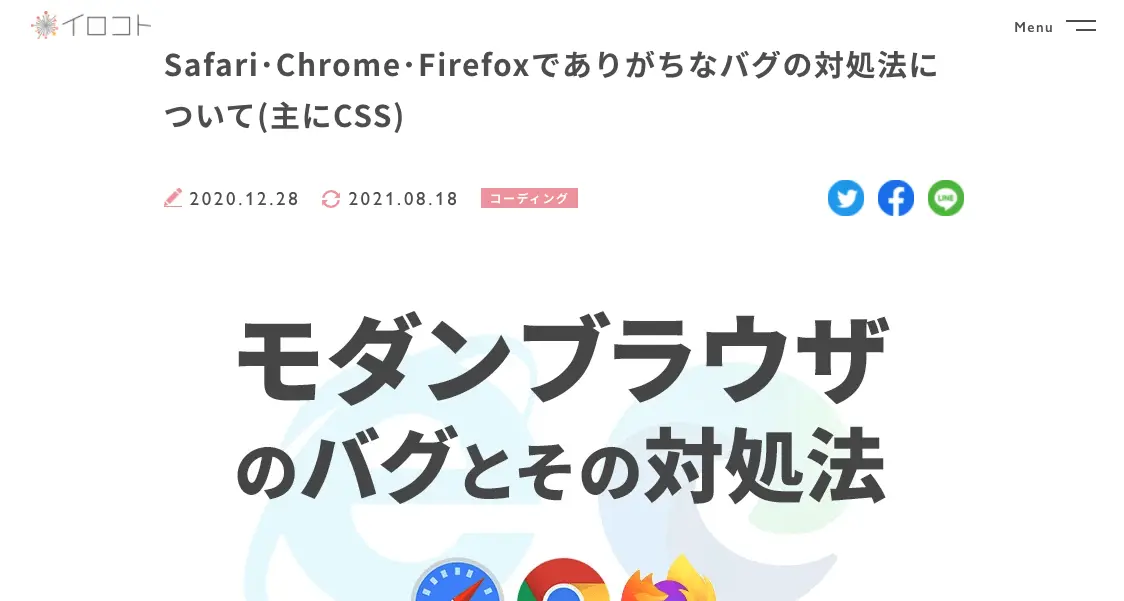 イロコト
Menu
Safari･Chrome･Firefoxでありがちなバグの対処法に
ついて(主にCSS)
2020.12.28 2021.08.18 コーディング
LINE
モダンブラウザ
のバグとその対処法